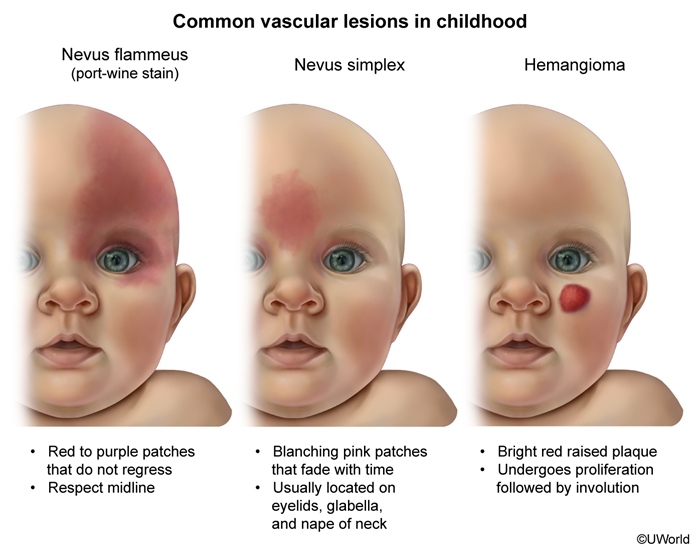 Common vascular lesions in childhood
Nevus flammeus
(port-wine stain)
Nevus simplex
Hemangioma
• Red to purple patches
that do not regress
• Respect midline
• Blanching pink patches
that fade with time
• Usually located on
eyelids, glabella,
and nape of neck
• Bright red raised plaque
• Undergoes proliferation
followed by involution
©UWorld